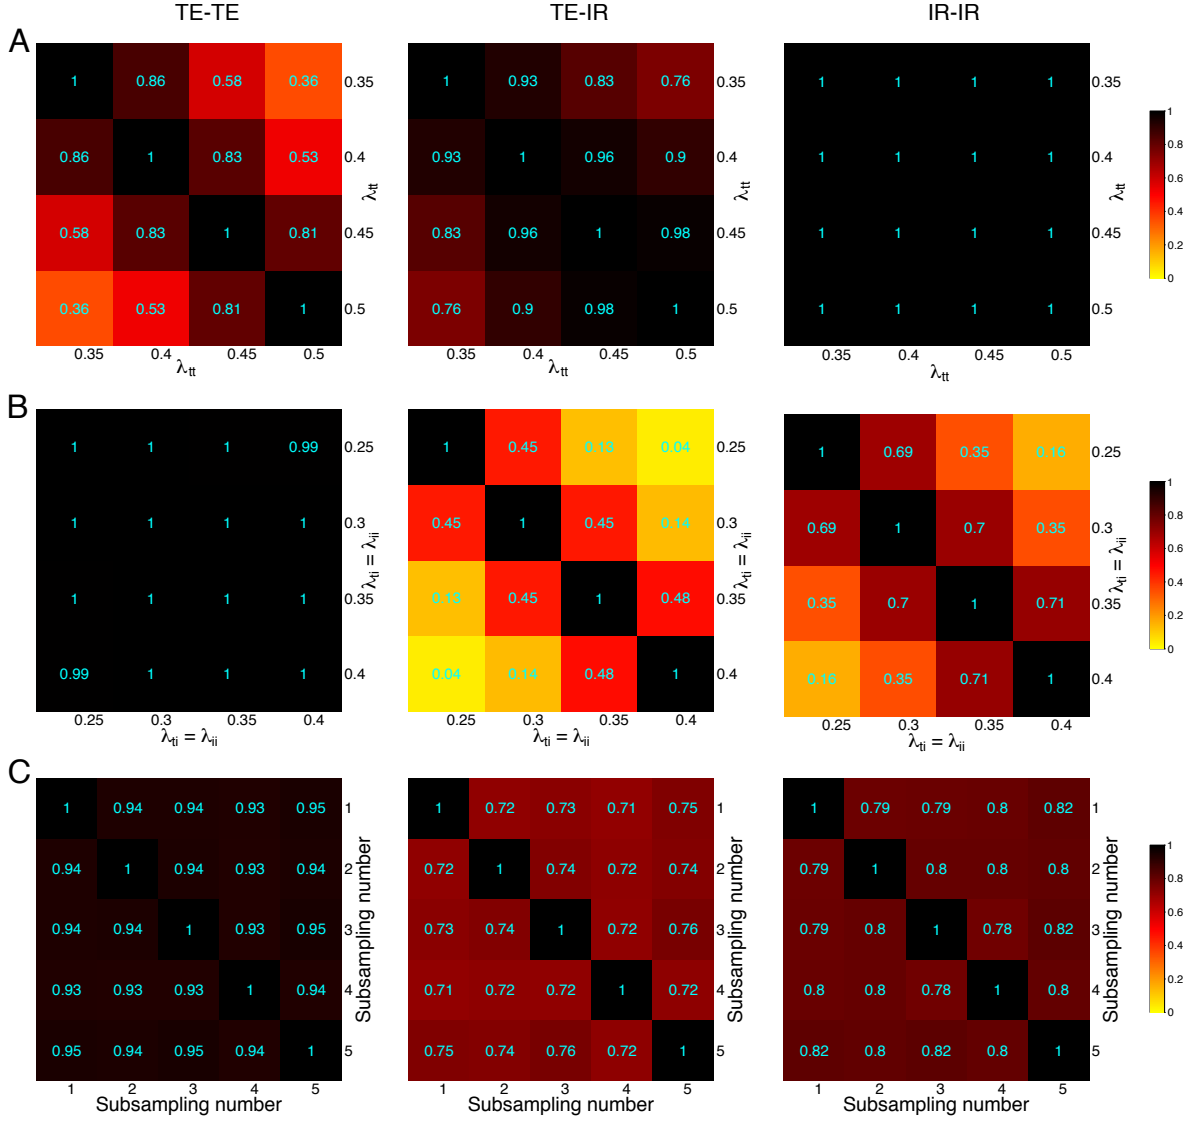 TE-TE TE-IR IR-IR
A
1 0.86 0.58 0.36 0.35
0.86 1 0.83 0.53 0.4
0.58 0.83 1 0.81 0.45
0.36 0.53 0.81 1 0.5
λtt
0.35 0.4 0.45 0.5
λtt
1 0.93 0.83 0.76 0.35
0.93 1 0.96 0.9 0.4
0.83 0.96 1 0.98 0.45
0.76 0.9 0.98 1 0.5
λtt
0.35 0.4 0.45 0.5
λtt
1 1 1 1 0.35
1 1 1 1 0.4
1 1 1 1 0.45
1 1 1 1 0.5
λtt
0.35 0.4 0.45 0.5
λtt
1
0.8
0.6
0.4
0.2
0
B
1 1 1 0.99 0.25
1 1 1 1 0.3
1 1 1 1 0.35
0.99 1 1 1 0.4
λti = λii
0.25 0.3 0.35 0.4
λti = λii
1 0.45 0.13 0.04 0.25
0.45 1 0.45 0.14 0.3
0.13 0.45 1 0.48 0.35
0.04 0.14 0.48 1 0.4
λti = λii
0.25 0.3 0.35 0.4
λti = λii
1 0.69 0.35 0.16 0.25
0.69 1 0.7 0.35 0.3
0.35 0.7 1 0.71 0.35
0.16 0.35 0.71 1 0.4
λti = λii
0.25 0.3 0.35 0.4
λti = λii
1
0.8
0.6
0.4
0.2
0
C
1 0.94 0.94 0.93 0.95 1
0.94 1 0.94 0.93 0.94 2
0.94 0.94 1 0.93 0.95 3
0.93 0.93 0.93 1 0.94 4
0.95 0.94 0.95 0.94 1 5
Subsampling number
1 2 3 4 5
Subsampling number
1 0.72 0.73 0.71 0.75 1
0.72 1 0.74 0.72 0.74 2
0.73 0.74 1 0.72 0.76 3
0.71 0.72 0.72 1 0.72 4
0.75 0.74 0.76 0.72 1 5
Subsampling number
1 2 3 4 5
Subsampling number
1 0.79 0.79 0.8 0.82 1
0.79 1 0.8 0.8 0.8 2
0.79 0.8 1 0.78 0.82 3
0.8 0.8 0.78 1 0.8 4
0.82 0.8 0.82 0.8 1 5
Subsampling number
1 2 3 4 5
Subsampling number
1
0.8
0.6
0.4
0.2
0